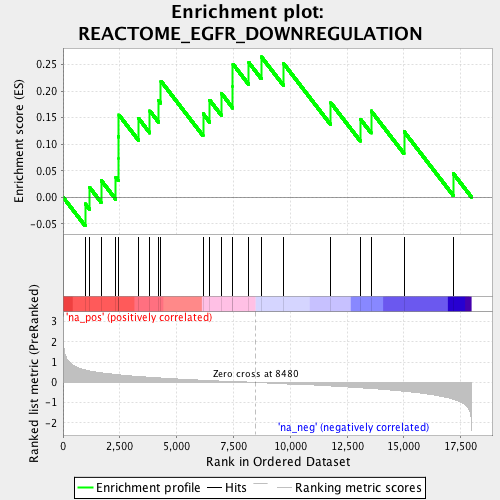 Enrichment plot:
REACTOME_EGFR_DOWNREGULATION
Enrichment score (ES)
0.25
0.20
0.15
0.10
0.05
0.00
-0.05
'na_pos' (positively correlated)
Ranked list metric (PreRanked)
3
2
1
0
-1
-2
Zero cross at 8480
'na_neg' (negatively correlated)
0
2,500
5,000
7,500
10,000
12,500
15,000
17,500
Rank in Ordered Dataset
Enrichment profile
Hits
Ranking metric scores